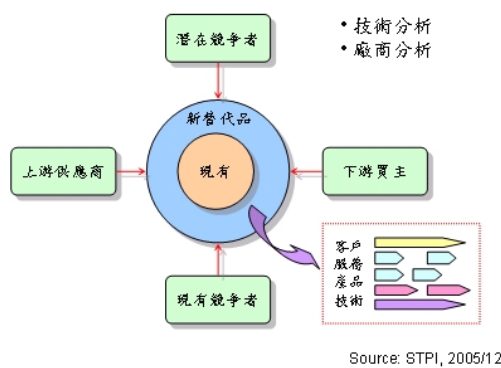 潛在競爭者
• 技術分析
• 廠商分析
新替代品
上游供應商
現有
下游買主
客戶
服務
產品
技術
現有競爭者
Source: STPI, 2005/12